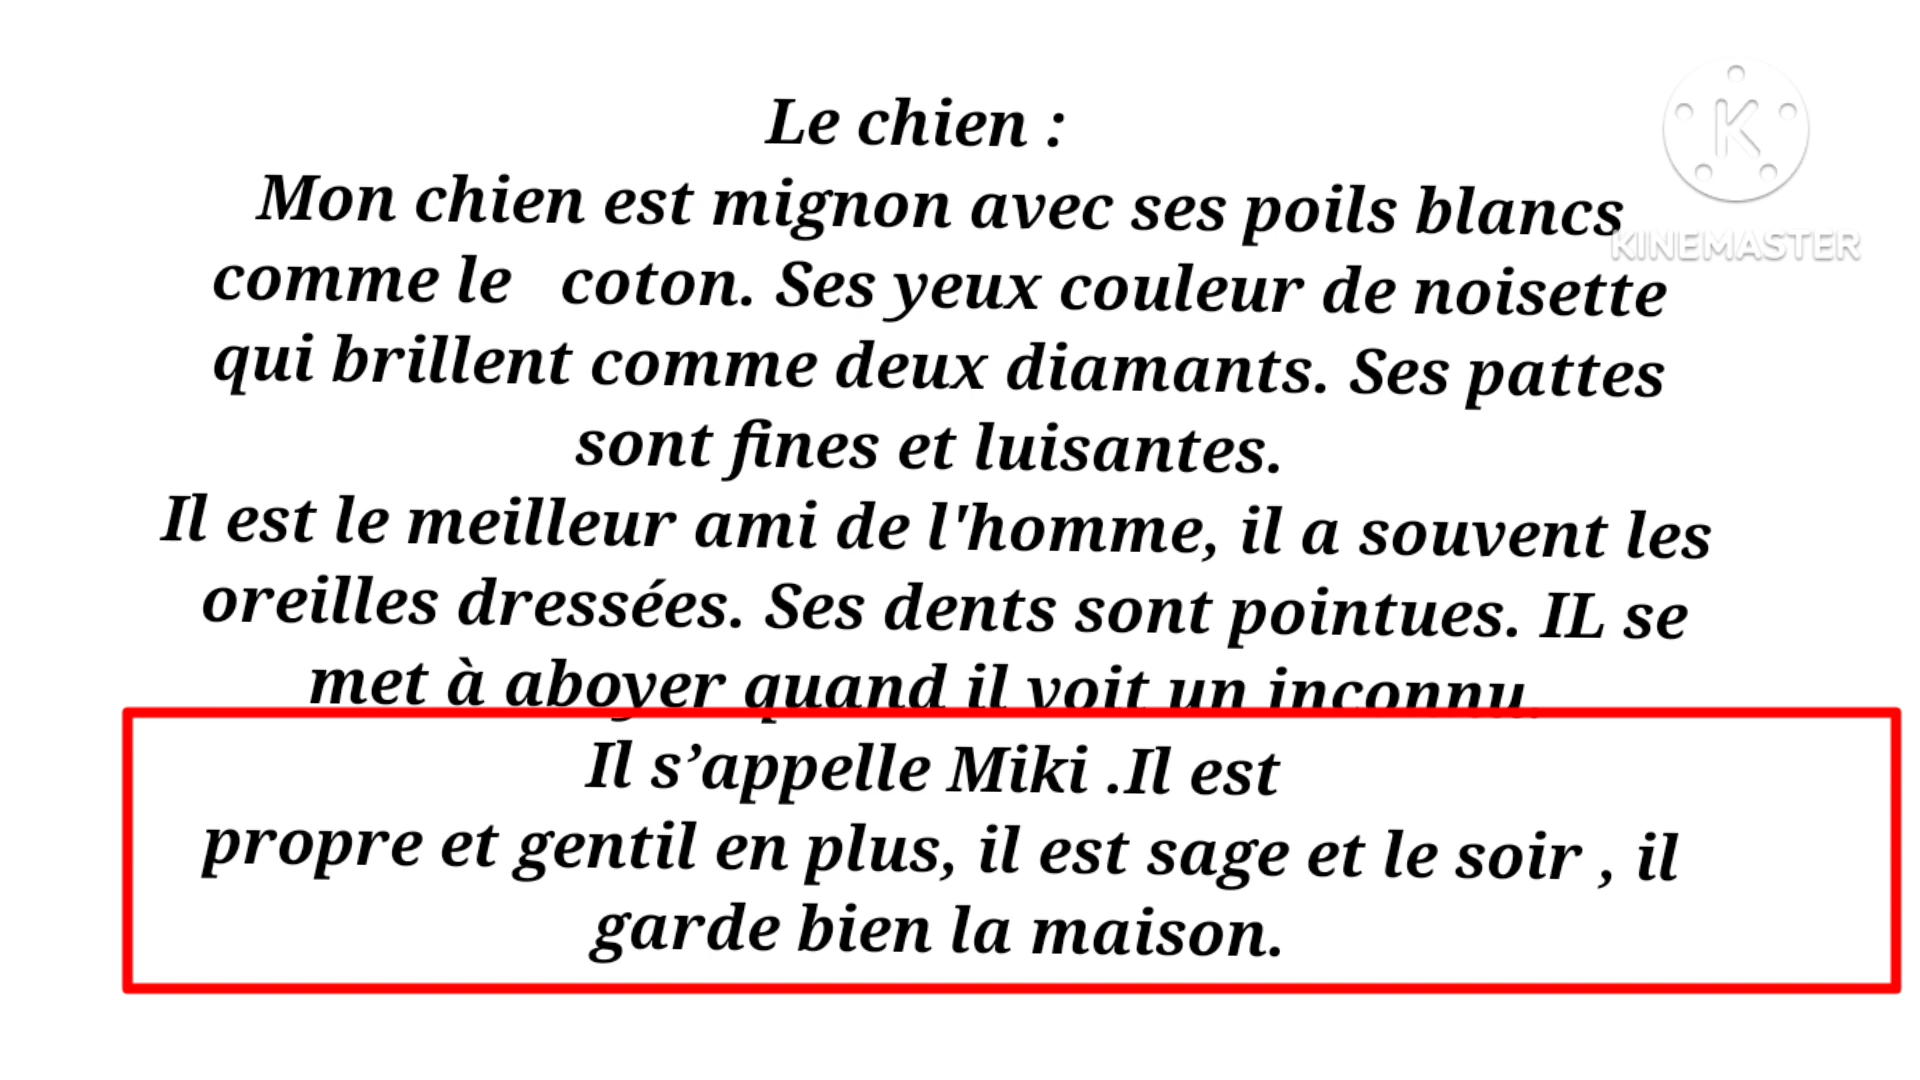 Le chien :
Mon chien est mignon avec ses poils blancs
comme le coton. Ses yeux couleur de noisette
qui brillent comme deux diamants. Ses pattes
sont fines et luisantes.
Il est le meilleur ami de l'homme, il a souvent les
oreilles dressées. Ses dents sont pointues. IL se
met à aboyer quand il voit un inconnu.
Il s’appelle Miki .Il est
propre et gentil en plus, il est sage et le soir , il
garde bien la maison.
K
KINEMASTER